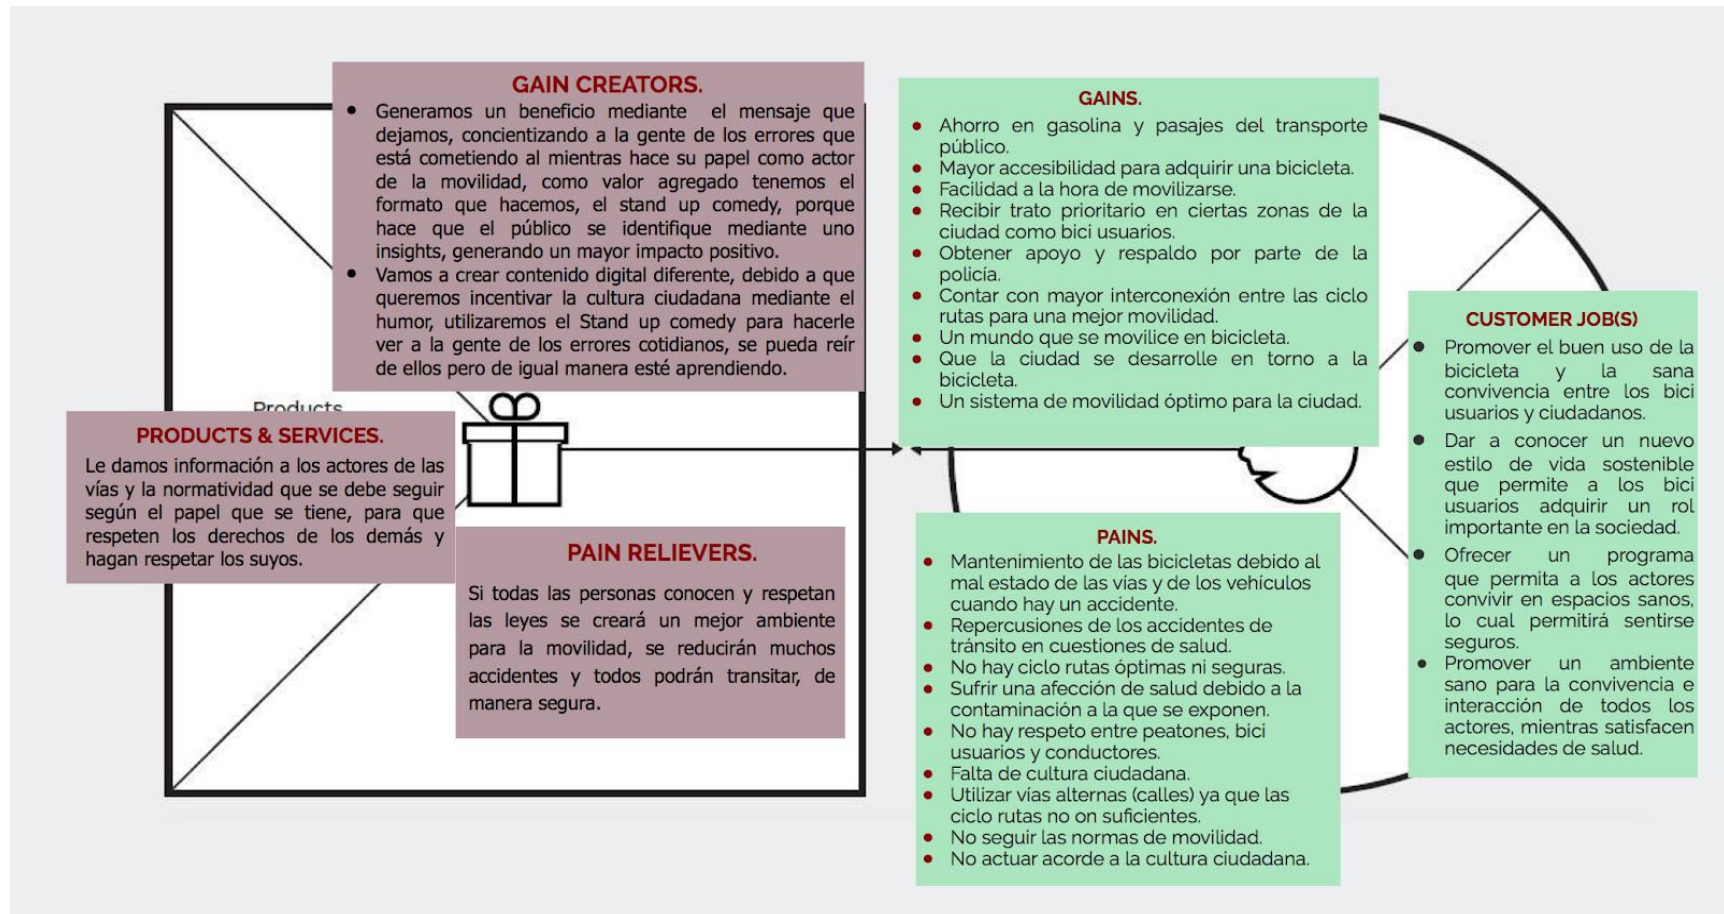 GAIN CREATORS.
• Generamos un beneficio mediante el mensaje que
dejamos, concientizando a la gente de los errores que
está cometiendo al mientras hace su papel como actor
de la movilidad, como valor agregado tenemos el
formato que hacemos, el stand up comedy, porque
hace que el público se identifique mediante uno
insights, generando un mayor impacto positivo.
• Vamos a crear contenido digital diferente, debido a que
queremos incentivar la cultura ciudadana mediante el
humor, utilizaremos el Stand up comedy para hacerle
ver a la gente de los errores cotidianos, se pueda reír
de ellos pero de igual manera esté aprendiendo.
Products
PRODUCTS & SERVICES.
Le damos información a los actores de las
vías y la normatividad que se debe seguir
según el papel que se tiene, para que
respeten los derechos de los demás y
hagan respetar los suyos.
PAIN RELIEVERS.
Si todas las personas conocen y respetan
las leyes se creará un mejor ambiente
para la movilidad, se reducirán muchos
accidentes y todos podrán transitar, de
manera segura.
GAINS.
• Ahorro en gasolina y pasajes del transporte
público.
• Mayor accesibilidad para adquirir una bicicleta.
• Facilidad a la hora de movilizarse.
• Recibir trato prioritario en ciertas zonas de la
ciudad como bici usuarios.
• Obtener apoyo y respaldo por parte de la
policía.
• Contar con mayor interconexión entre las ciclo
rutas para una mejor movilidad.
• Un mundo que se movilice en bicicleta.
• Que la ciudad se desarrolle en torno a la
bicicleta.
• Un sistema de movilidad óptimo para la ciudad.
PAINS.
• Mantenimiento de las bicicletas debido al
mal estado de las vías y de los vehículos
cuando hay un accidente.
• Repercusiones de los accidentes de
tránsito en cuestiones de salud.
• No hay ciclo rutas óptimas ni seguras.
• Sufrir una afección de salud debido a la
contaminación a la que se exponen.
• No hay respeto entre peatones, bici
usuarios y conductores.
• Falta de cultura ciudadana.
• Utilizar vías alternas (calles) ya que las
ciclo rutas no on suficientes.
• No seguir las normas de movilidad.
• No actuar acorde a la cultura ciudadana.
CUSTOMER JOB(S)
• Promover el buen uso de la
bicicleta y la sana
convivencia entre los bici
usuarios y ciudadanos.
• Dar a conocer un nuevo
estilo de vida sostenible
que permite a los bici
usuarios adquirir un rol
importante en la sociedad.
• Ofrecer un programa
que permita a los actores
convivir en espacios sanos,
lo cual permitirá sentirse
seguros.
• Promover un ambiente
sano para la convivencia e
interacción de todos los
actores, mientras satisfacen
necesidades de salud.